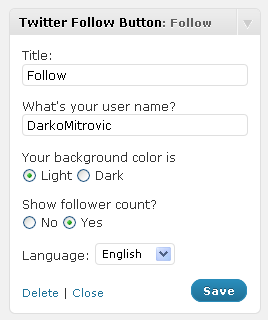 Twitter Follow Button: Follow
Title:
Follow
What's your user name?
DarkoMitrovic
Your background color is
Light Dark
Show follower count?
No Yes
Language: English
Delete | Close Save